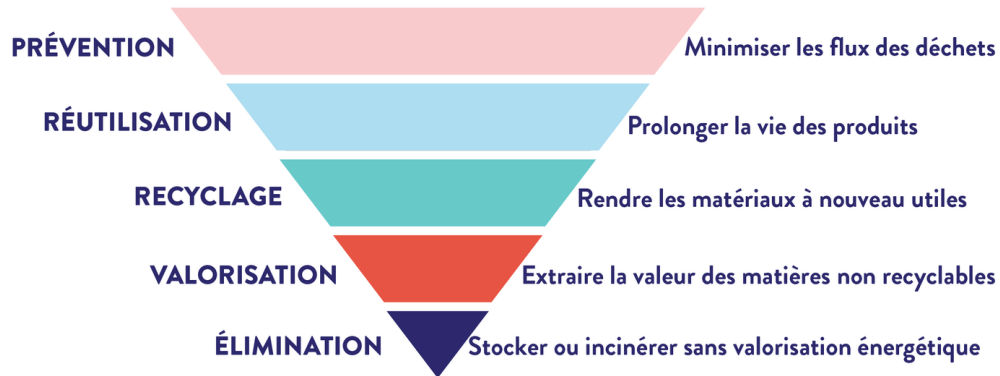 PRÉVENTION
Minimiser les flux des déchets
RÉUTILISATION
Prolonger la vie des produits
RECYCLAGE
Rendre les matériaux à nouveau utiles
VALORISATION
Extraire la valeur des matières non recyclables
ÉLIMINATION
Stocker ou incinérer sans valorisation énergétique